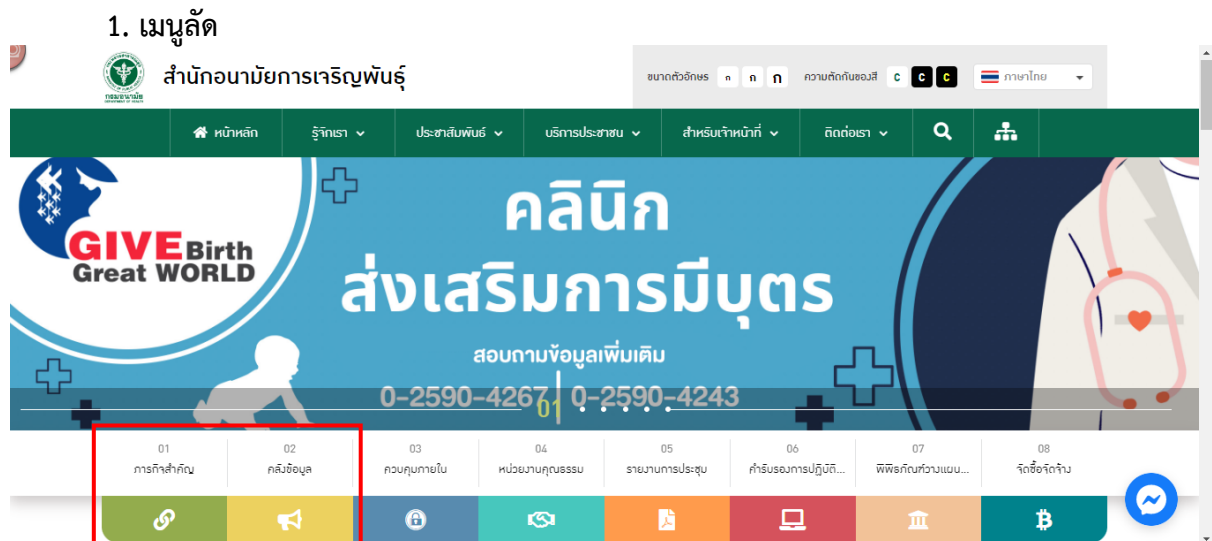 1. เมนูลัด
กรมอนามัย
DEPARTMENT OF HEALTH
สำนักอนามัยการเจริญพันธุ์
ขนาดตัวอักษร ก ก ก ความตัดกันของสี C C C ภาษาไทย
หน้าหลัก รู้จักเรา ประชาสัมพันธ์ บริการประชาชน สำหรับเจ้าหน้าที่ ติดต่อเรา
GIVE Birth
Great WORLD
คลินิก
ส่งเสริมการมีบุตร
สอบถามข้อมูลเพิ่มเติม
0-2590-4267 0-2590-4243
01
01 02 03 04 05 06 07 08
ภารกิจสำคัญ คลังข้อมูล ควบคุมภายใน หน่วยงานคุณธรรม รายงานการประชุม คำรับรองการปฏิบัติ... พิพิธภัณฑ์วางแผน... จัดซื้อจัดจ้าง